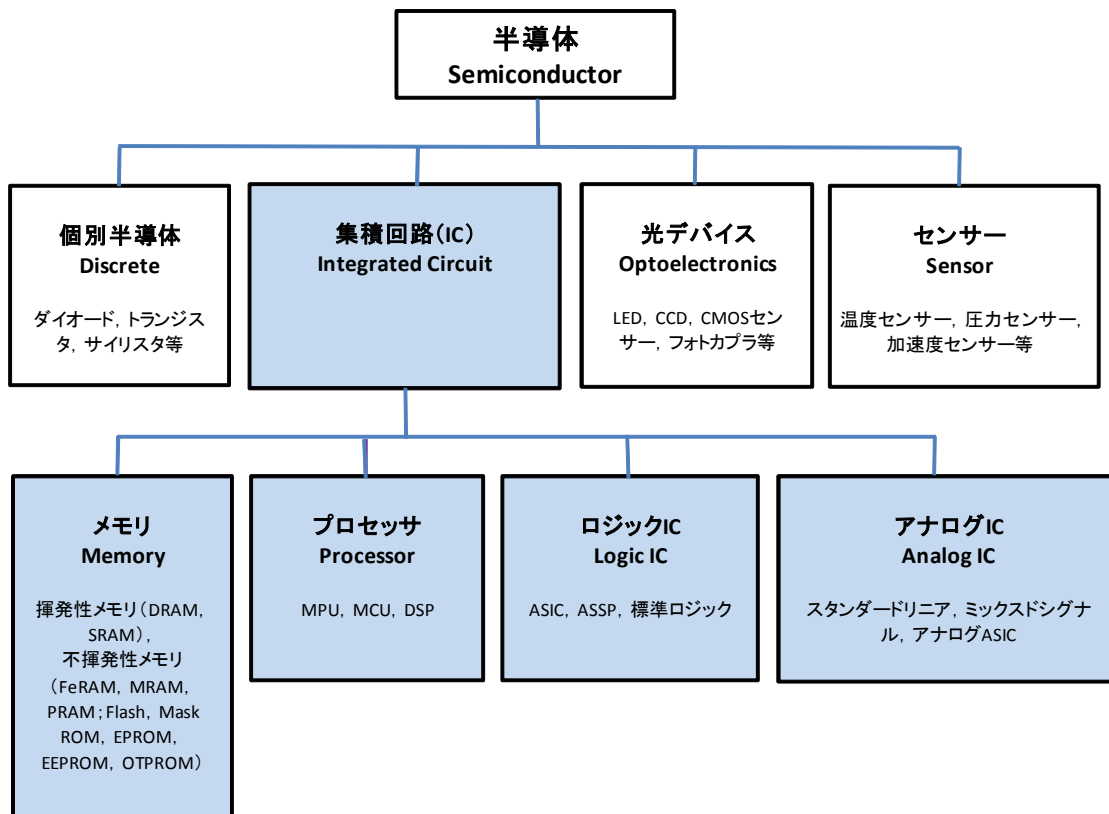 半導体
Semiconductor
個別半導体
Discrete
ダイオード，トランジス
タ，サイリスタ等
集積回路(IC)
Integrated Circuit
光デバイス
Optoelectronics
LED，CCD，CMOSセン
サー，フォトカプラ等
センサー
Sensor
温度センサー，圧力センサー，
加速度センサー等
メモリ
Memory
揮発性メモリ（DRAM，
SRAM），
不揮発性メモリ
（FeRAM，MRAM，
PRAM；Flash，Mask
ROM，EPROM，
EEPROM，OTPROM）
プロセッサ
Processor
MPU，MCU，DSP
ロジックIC
Logic IC
ASIC，ASSP，標準ロジック
アナログIC
Analog IC
スタンダードリニア，ミックスドシグナ
ル，アナログASIC